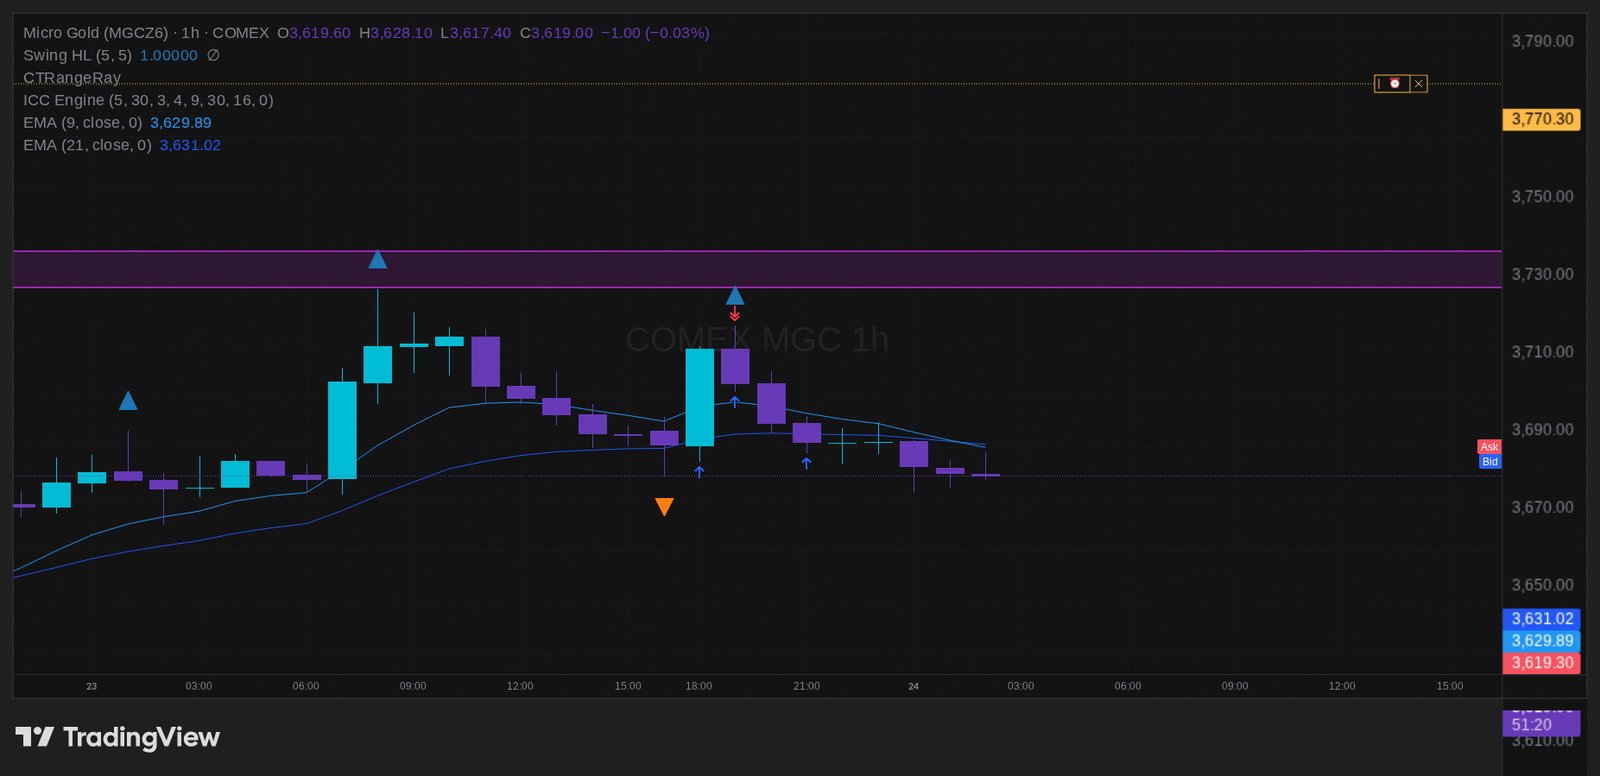 Micro Gold (MGCZ6) · 1h · COMEX O3,619.60 H3,628.10 L3,617.40 C3,619.00 −1.00 (−0.03%)
Swing HL (5, 5) 1.00000 ∅
CTRangeRay
ICC Engine (5, 30, 3, 4, 9, 30, 16, 0)
EMA (9, close, 0) 3,629.89
EMA (21, close, 0) 3,631.02
COMEX MGC 1h
3,790.00
3,770.30
3,750.00
3,730.00
3,710.00
3,690.00
Ask
Bid
3,670.00
3,650.00
3,631.02
3,629.89
3,619.30
51:20
3,610.00
23 03:00 06:00 09:00 12:00 15:00 18:00 21:00 24 03:00 06:00 09:00 12:00 15:00
TradingView